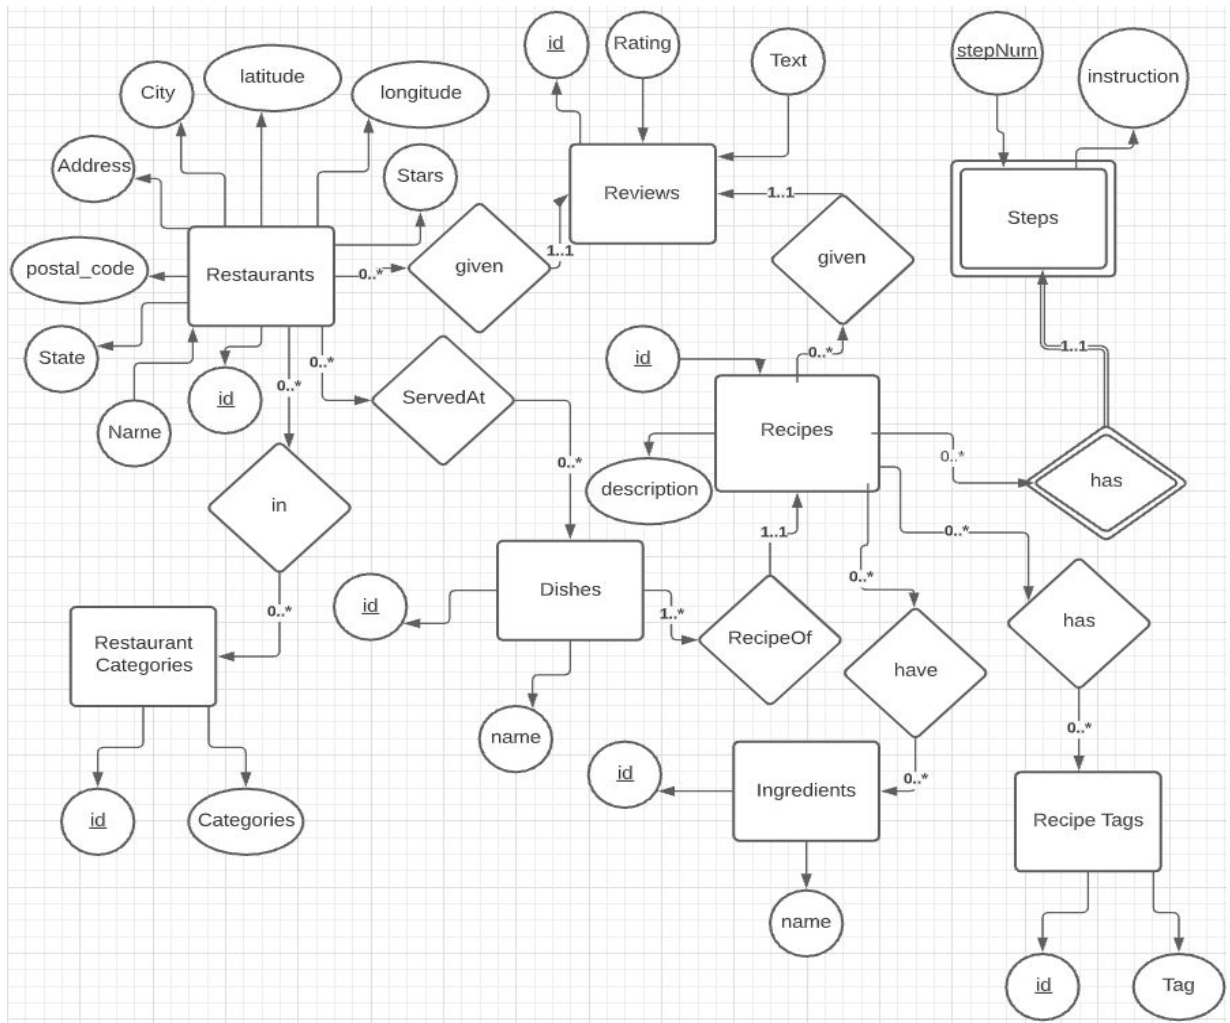 id
Rating
Text
stepNum
instruction
City
latitude
longitude
Address
Stars
Reviews
1..1
Steps
postal_code
Restaurants
0..*
given
1..1
given
State
id
0..*
Name
id
0..*
0..*
ServedAt
0..*
1..1
Recipes
description
0..*
has
in
0..*
1..1
0..*
0..*
Restaurant
Categories
0..*
id
Dishes
1..*
RecipeOf
have
has
name
id
Ingredients
0..*
0..*
id
Categories
Recipe Tags
name
id
Tag